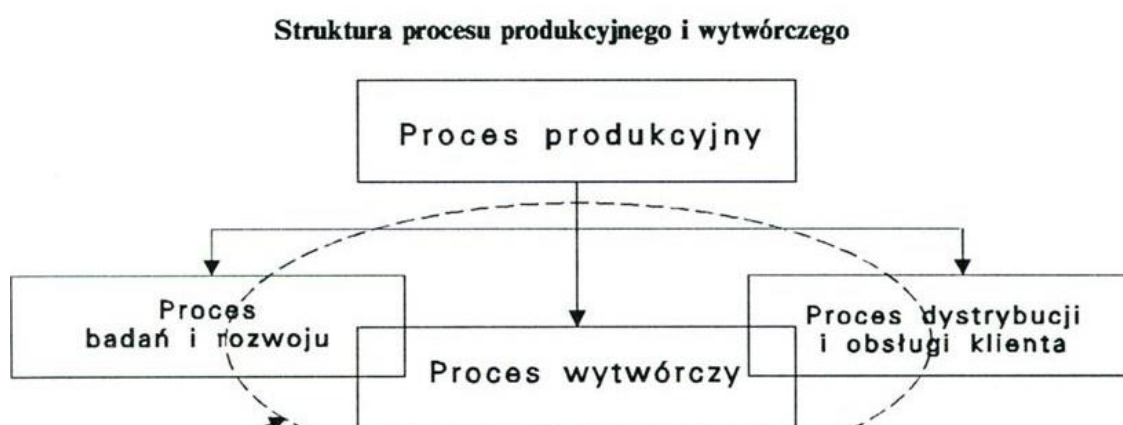 Struktura procesu produkcyjnego i wytwórczego
Proces produkcyjny
Proces
badań i rozwoju
Proces dystrybucji
i obsługi klienta
Proces wytwórczy